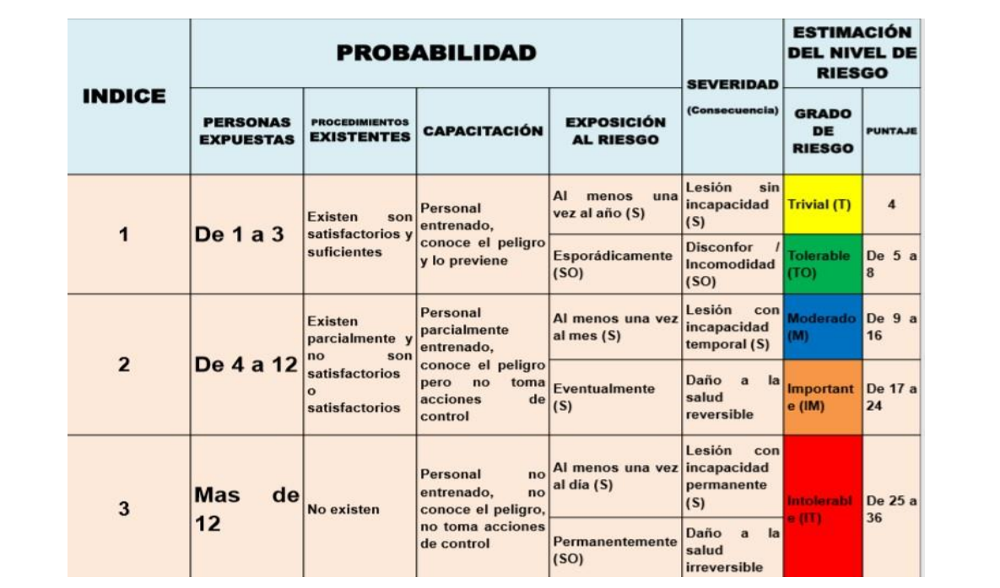 INDICE
PROBABILIDAD
SEVERIDAD
(Consecuencia)
ESTIMACIÓN
DEL NIVEL DE
RIESGO
PERSONAS
EXPUESTAS
PROCEDIMIENTOS
EXISTENTES
CAPACITACIÓN
EXPOSICIÓN
AL RIESGO
GRADO
DE
RIESGO
PUNTAJE
1
De 1 a 3
Existen son
satisfactorios y
suficientes
Personal
entrenado,
conoce el peligro
y lo previene
Al menos una
vez al año (S)
Lesión sin
incapacidad
(S)
Trivial (T)
4
Esporádicamente
(SO)
Disconfor /
Incomodidad
(SO)
Tolerable
(TO)
De 5 a
8
2
De 4 a 12
Existen
parcialmente y
no son
satisfactorios
o
satisfactorios
Personal
parcialmente
entrenado,
conoce el peligro
pero no toma
acciones de
control
Al menos una vez
al mes (S)
Lesión con
incapacidad
temporal (S)
Moderado
(M)
De 9 a
16
Eventualmente
(S)
Daño a la
salud
reversible
Important
e (IM)
De 17 a
24
3
Mas de
12
No existen
Personal no
entrenado, no
conoce el peligro,
no toma acciones
de control
Al menos una vez
al día (S)
Lesión con
incapacidad
permanente
(S)
Intolerabl
e (IT)
De 25 a
36
Permanentemente
(SO)
Daño a la
salud
irreversible